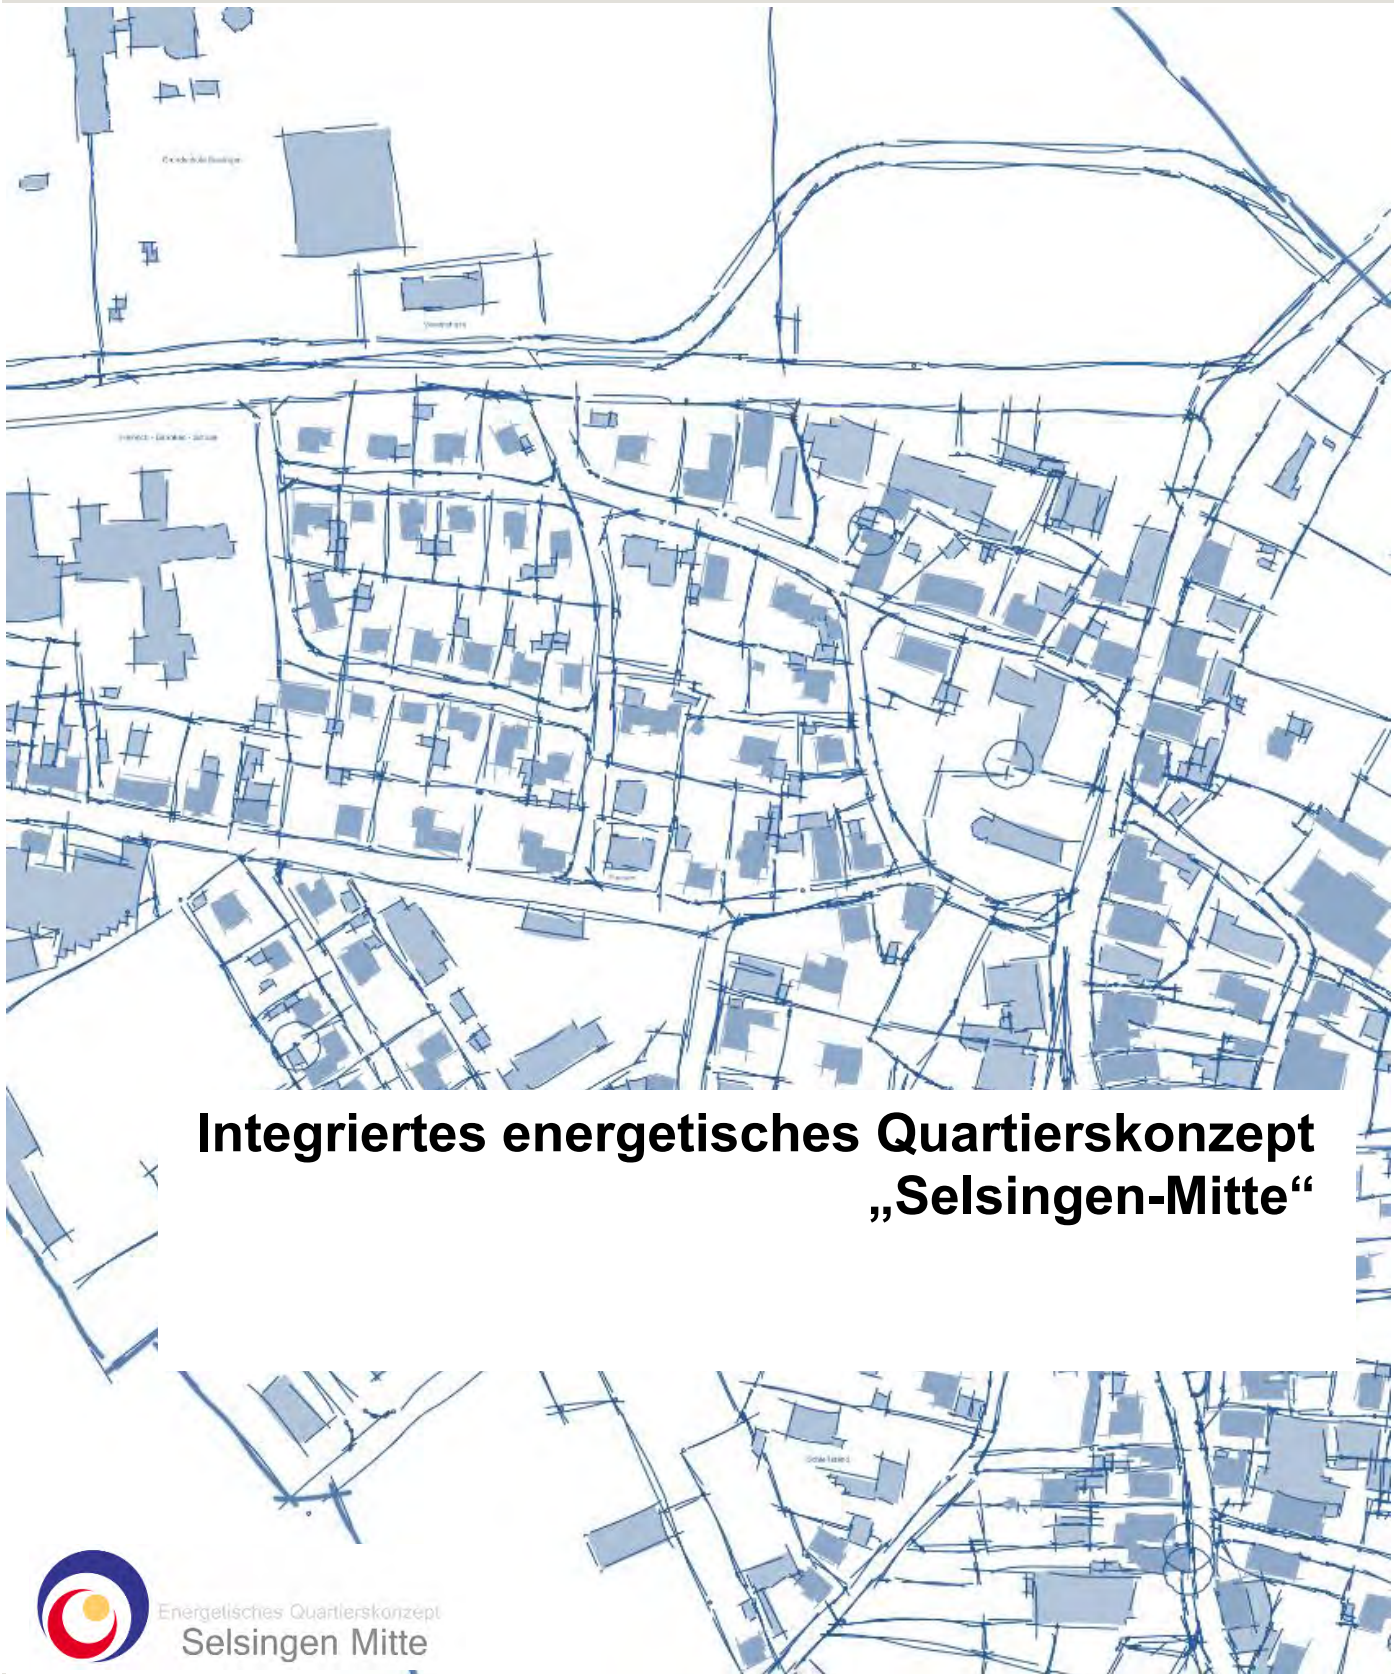 Integriertes energetisches Quartierskonzept
„Selsingen-Mitte“
Energetisches Quartierskonzept
Selsingen Mitte